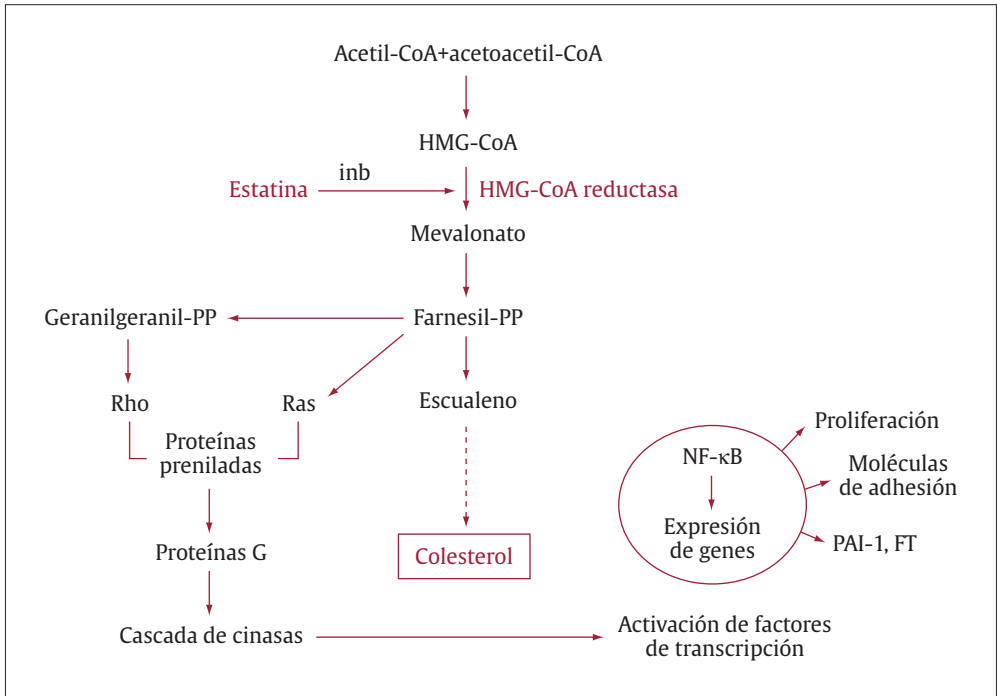 Acetil-CoA+acetoacetil-CoA
HMG-CoA
inb
Estatina
HMG-CoA reductasa
Mevalonato
Geranilgeranil-PP
Farnesil-PP
Rho
Ras
Escualeno
Proteínas
preniladas
Proliferación
NF-κB
Moléculas
de adhesión
Expresión
de genes
PAI-1, FT
Proteínas G
Colesterol
Cascada de cinasas
Activación de factores
de transcripción